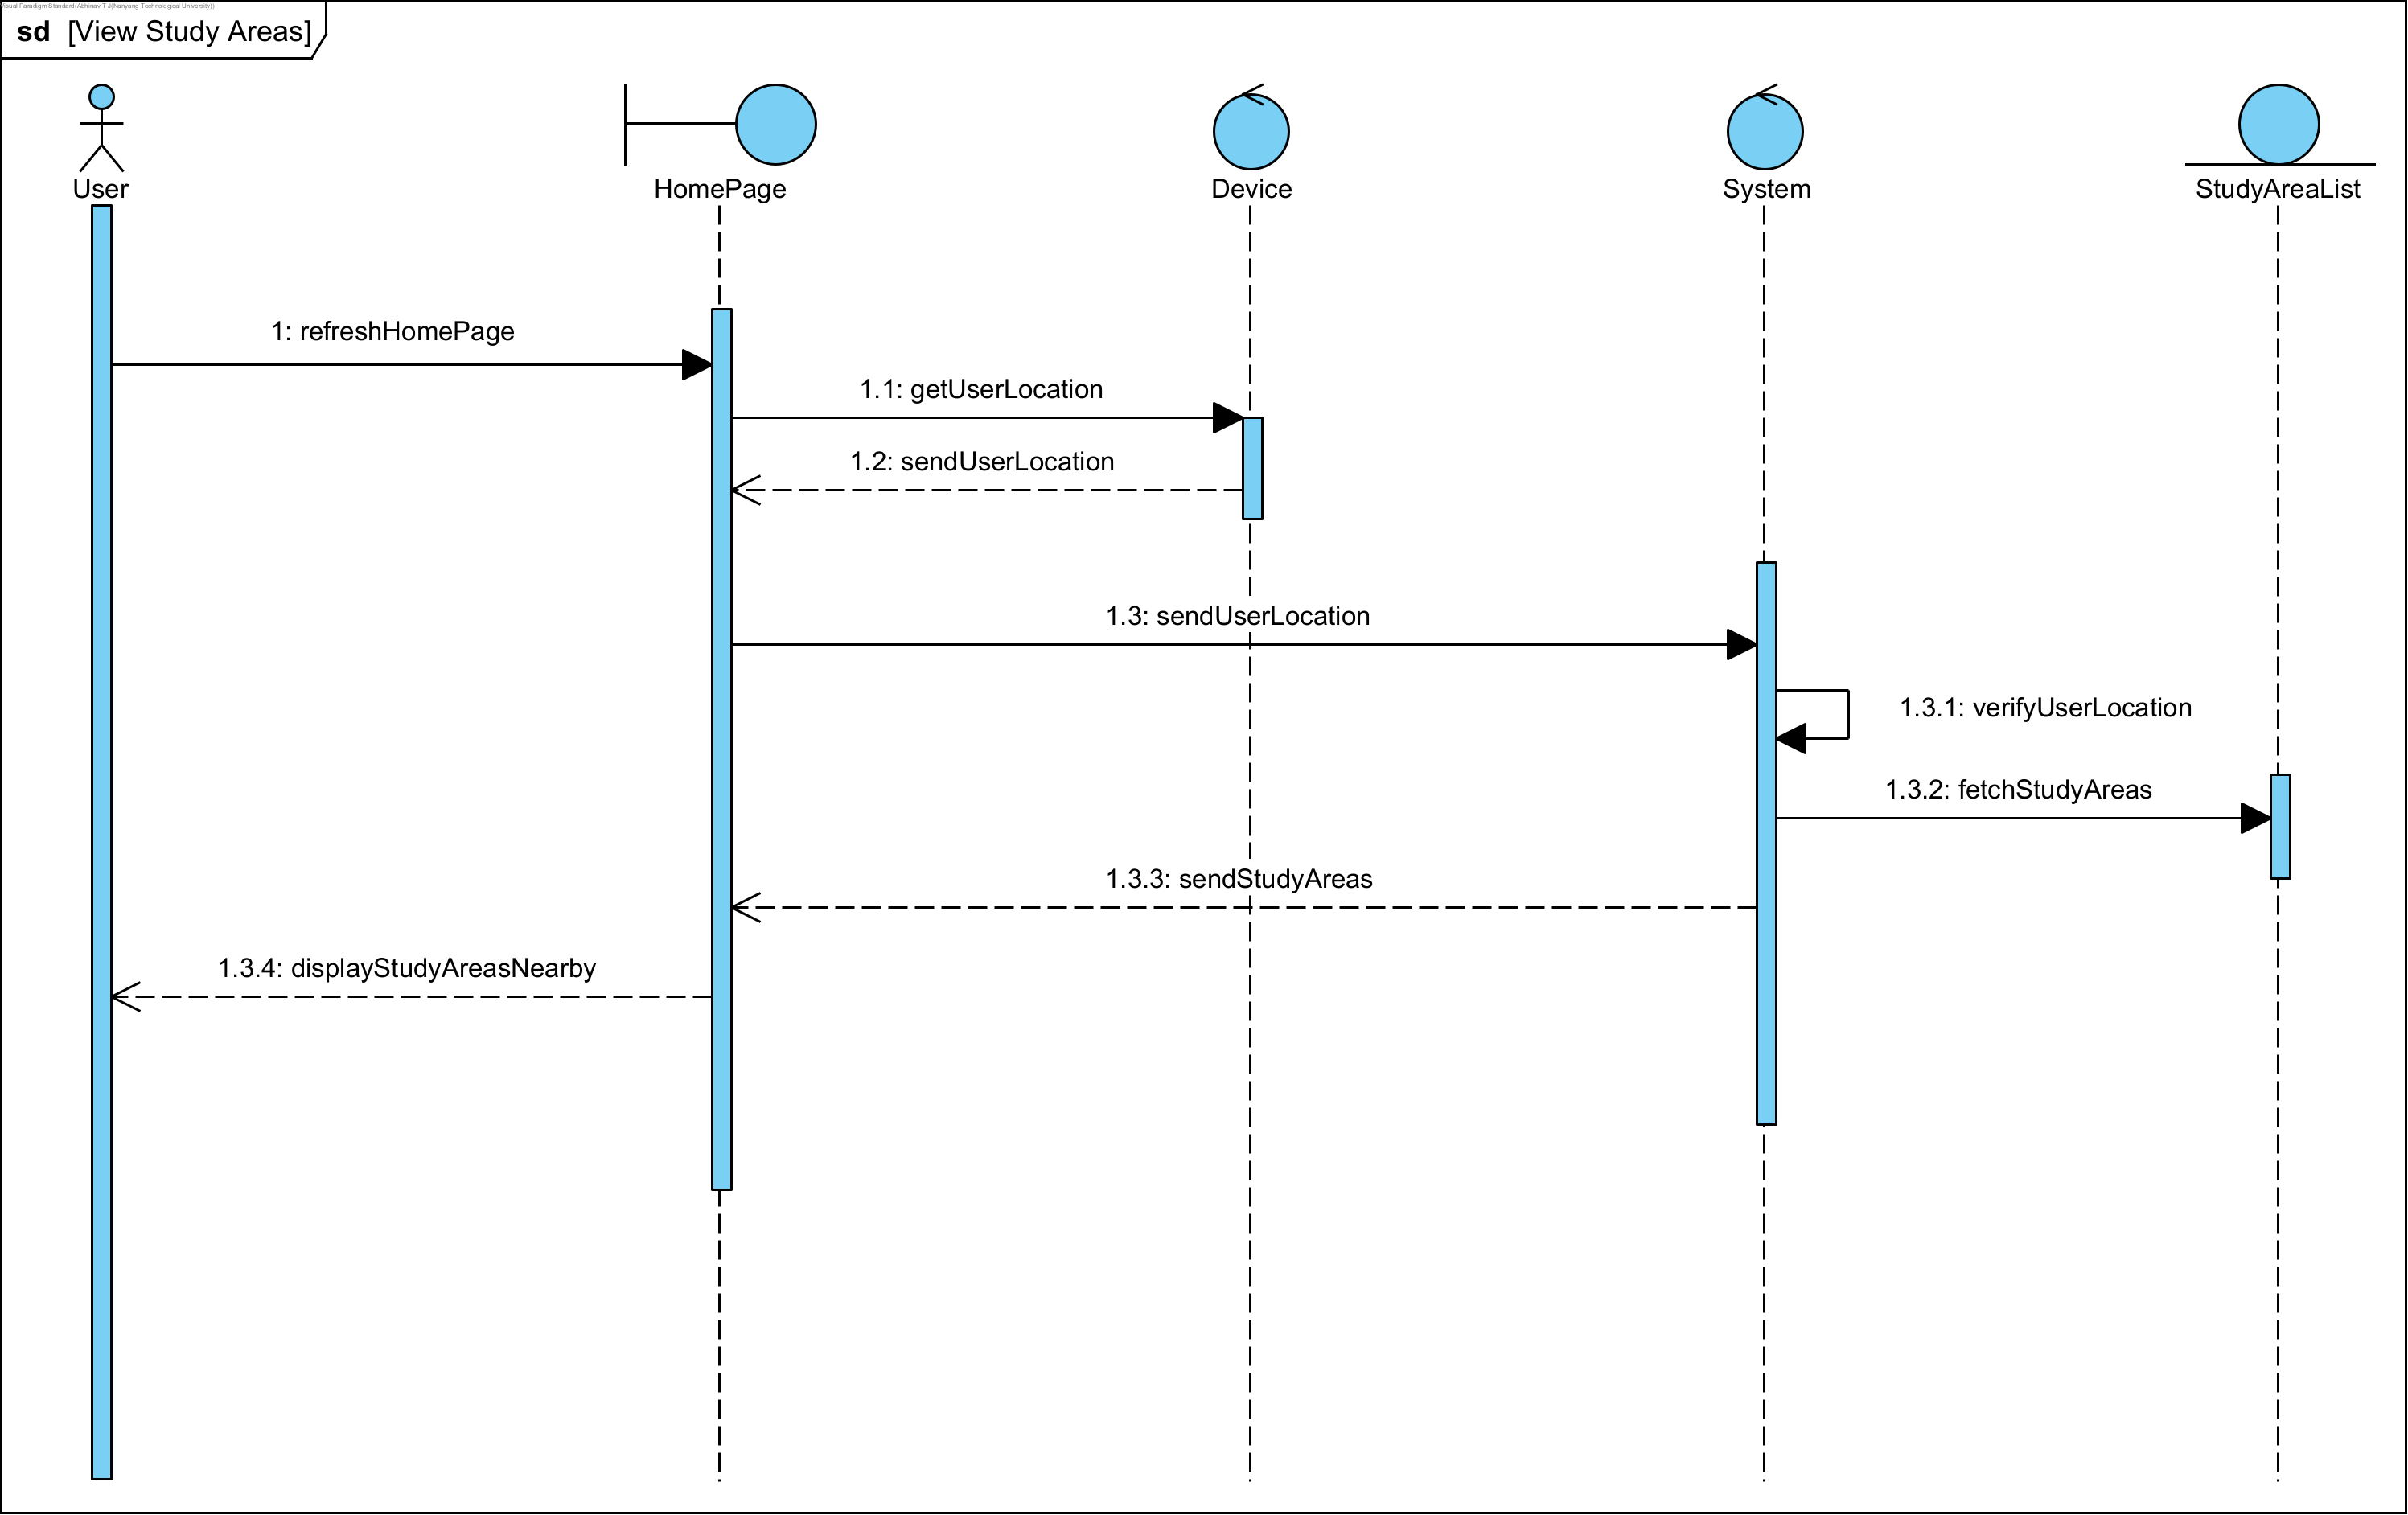 Visual Paradigm Standard(Abhinav T J(Nanyang Technological University))
sd [View Study Areas]
User
HomePage
Device
System
StudyAreaList
1: refreshHomePage
1.1: getUserLocation
1.2: sendUserLocation
1.3: sendUserLocation
1.3.1: verifyUserLocation
1.3.2: fetchStudyAreas
1.3.3: sendStudyAreas
1.3.4: displayStudyAreasNearby